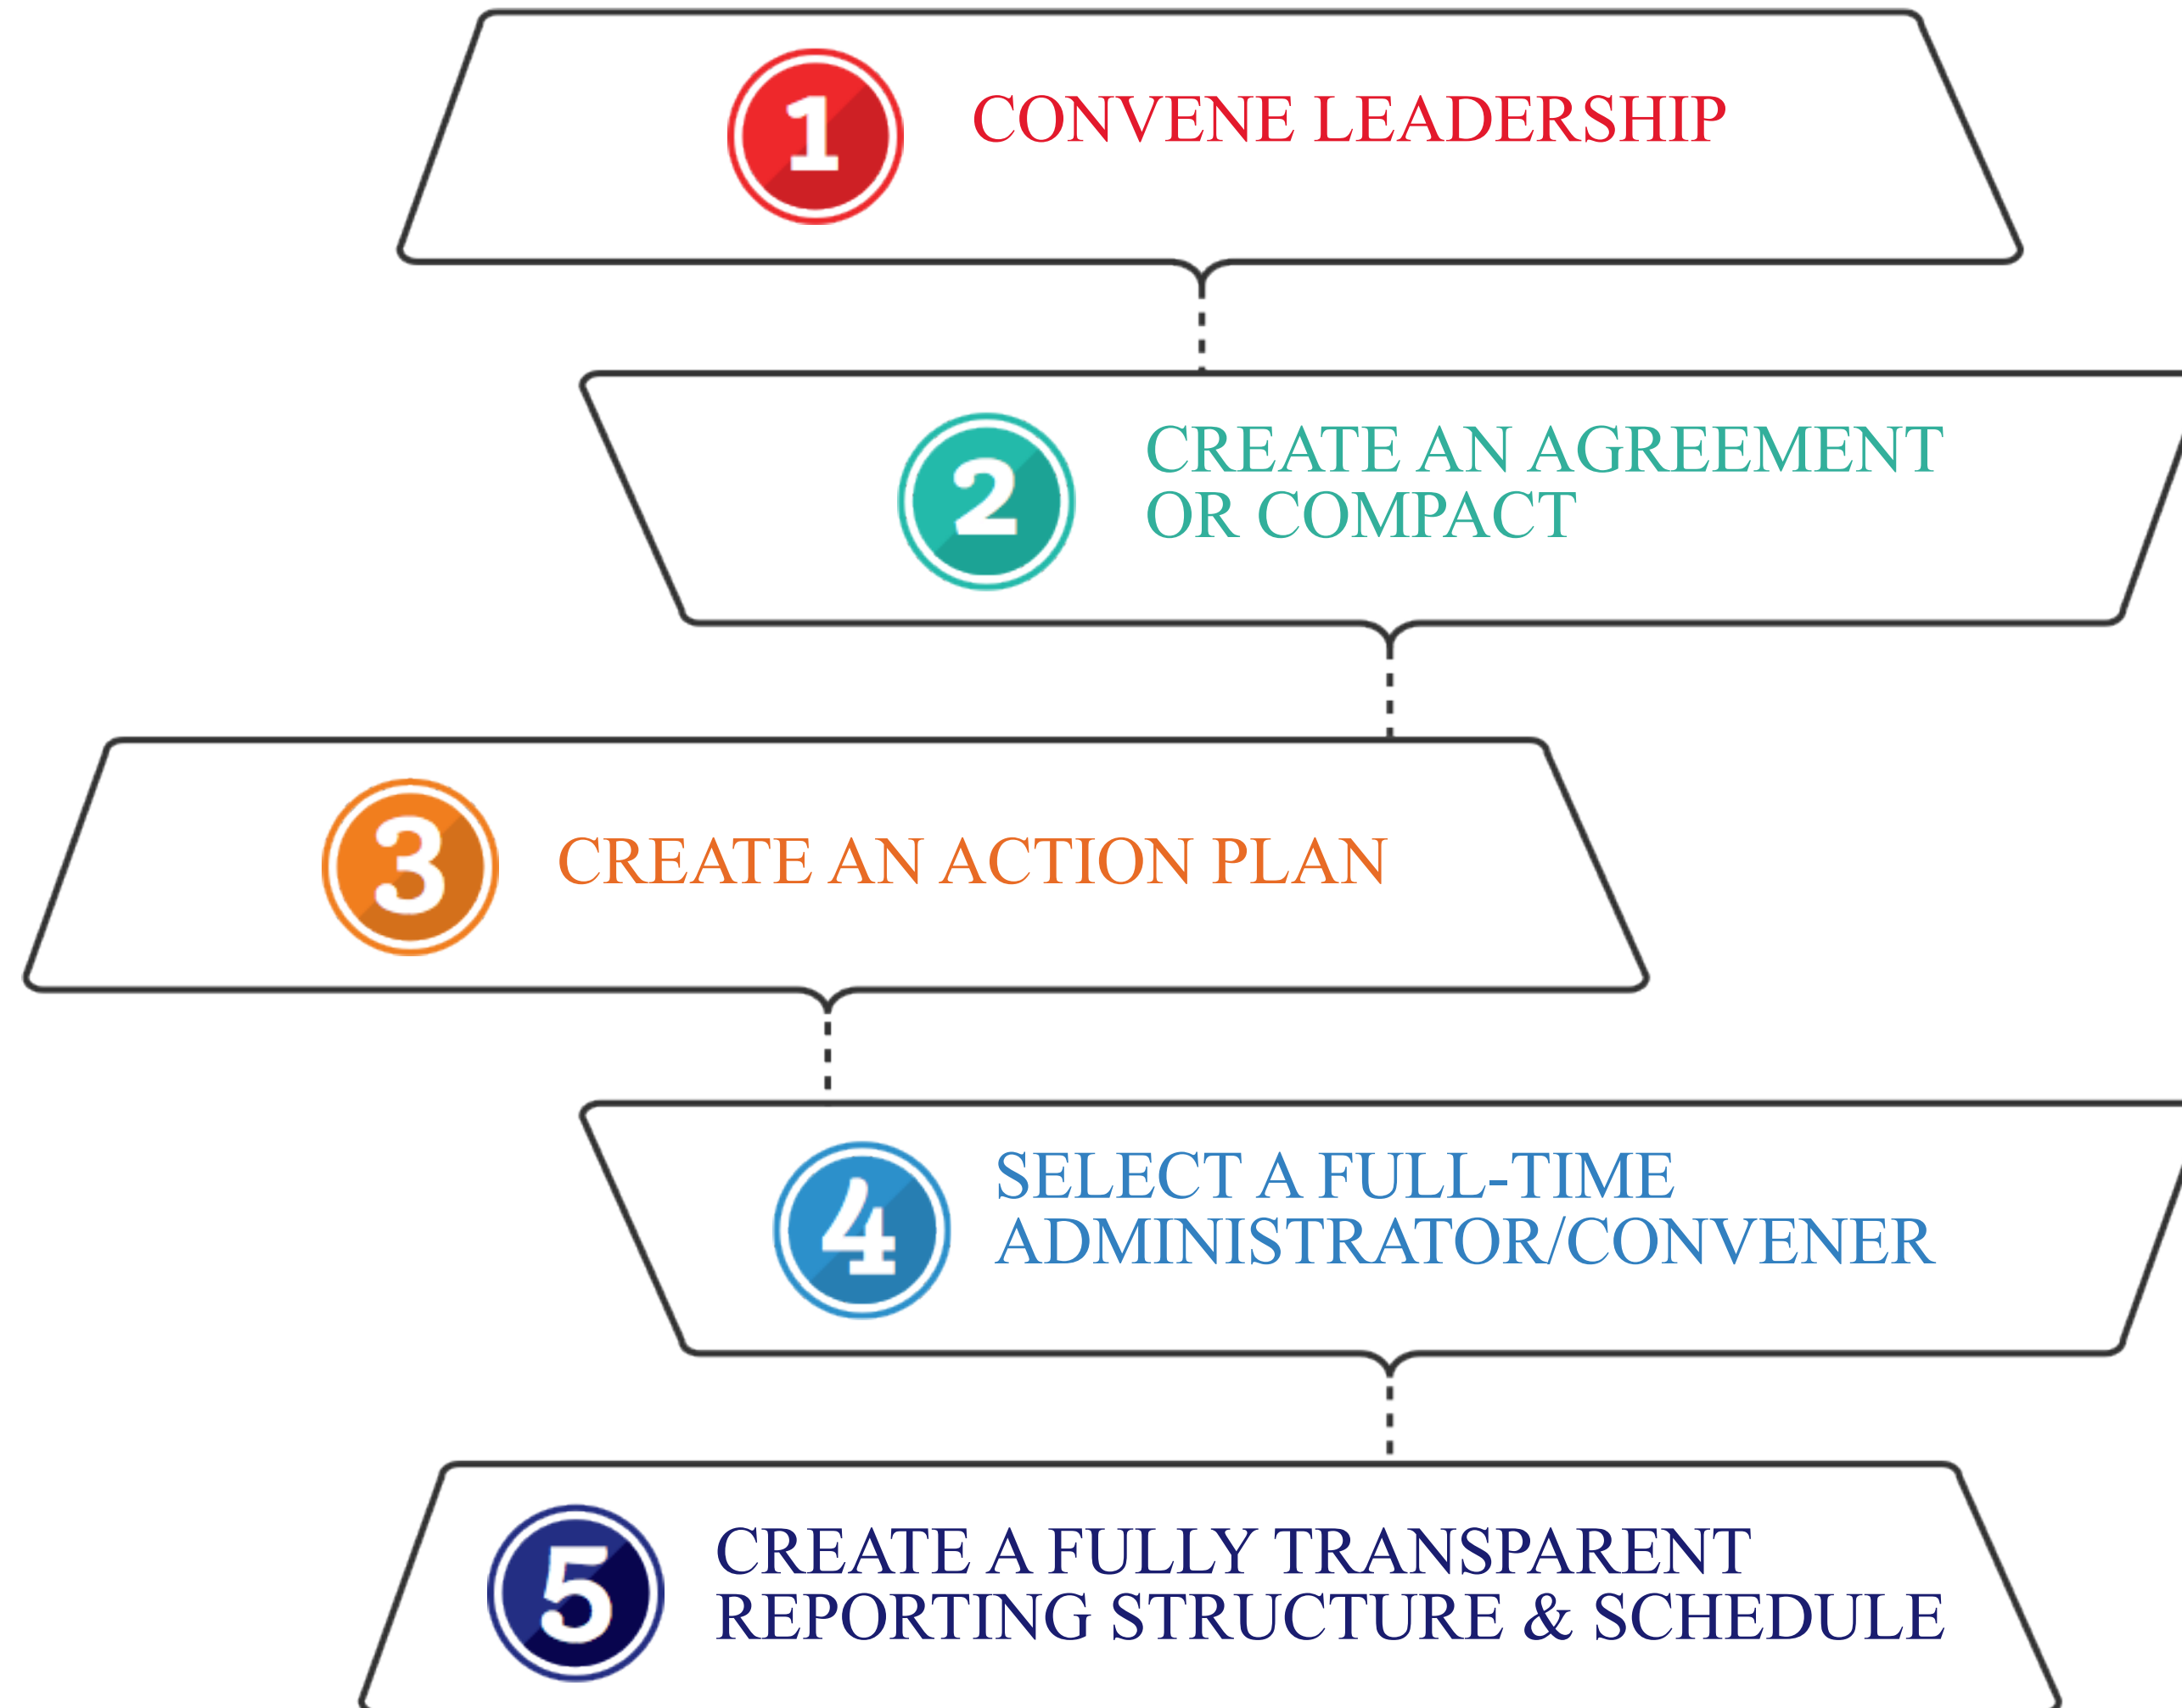 1 CONVENE LEADERSHIP
2 CREATE AN AGREEMENT
OR COMPACT
3 CREATE AN ACTION PLAN
4 SELECT A FULL-TIME
ADMINISTRATOR/CONVENER
5 CREATE A FULLY TRANSPARENT
REPORTING STRUCTURE & SCHEDULE